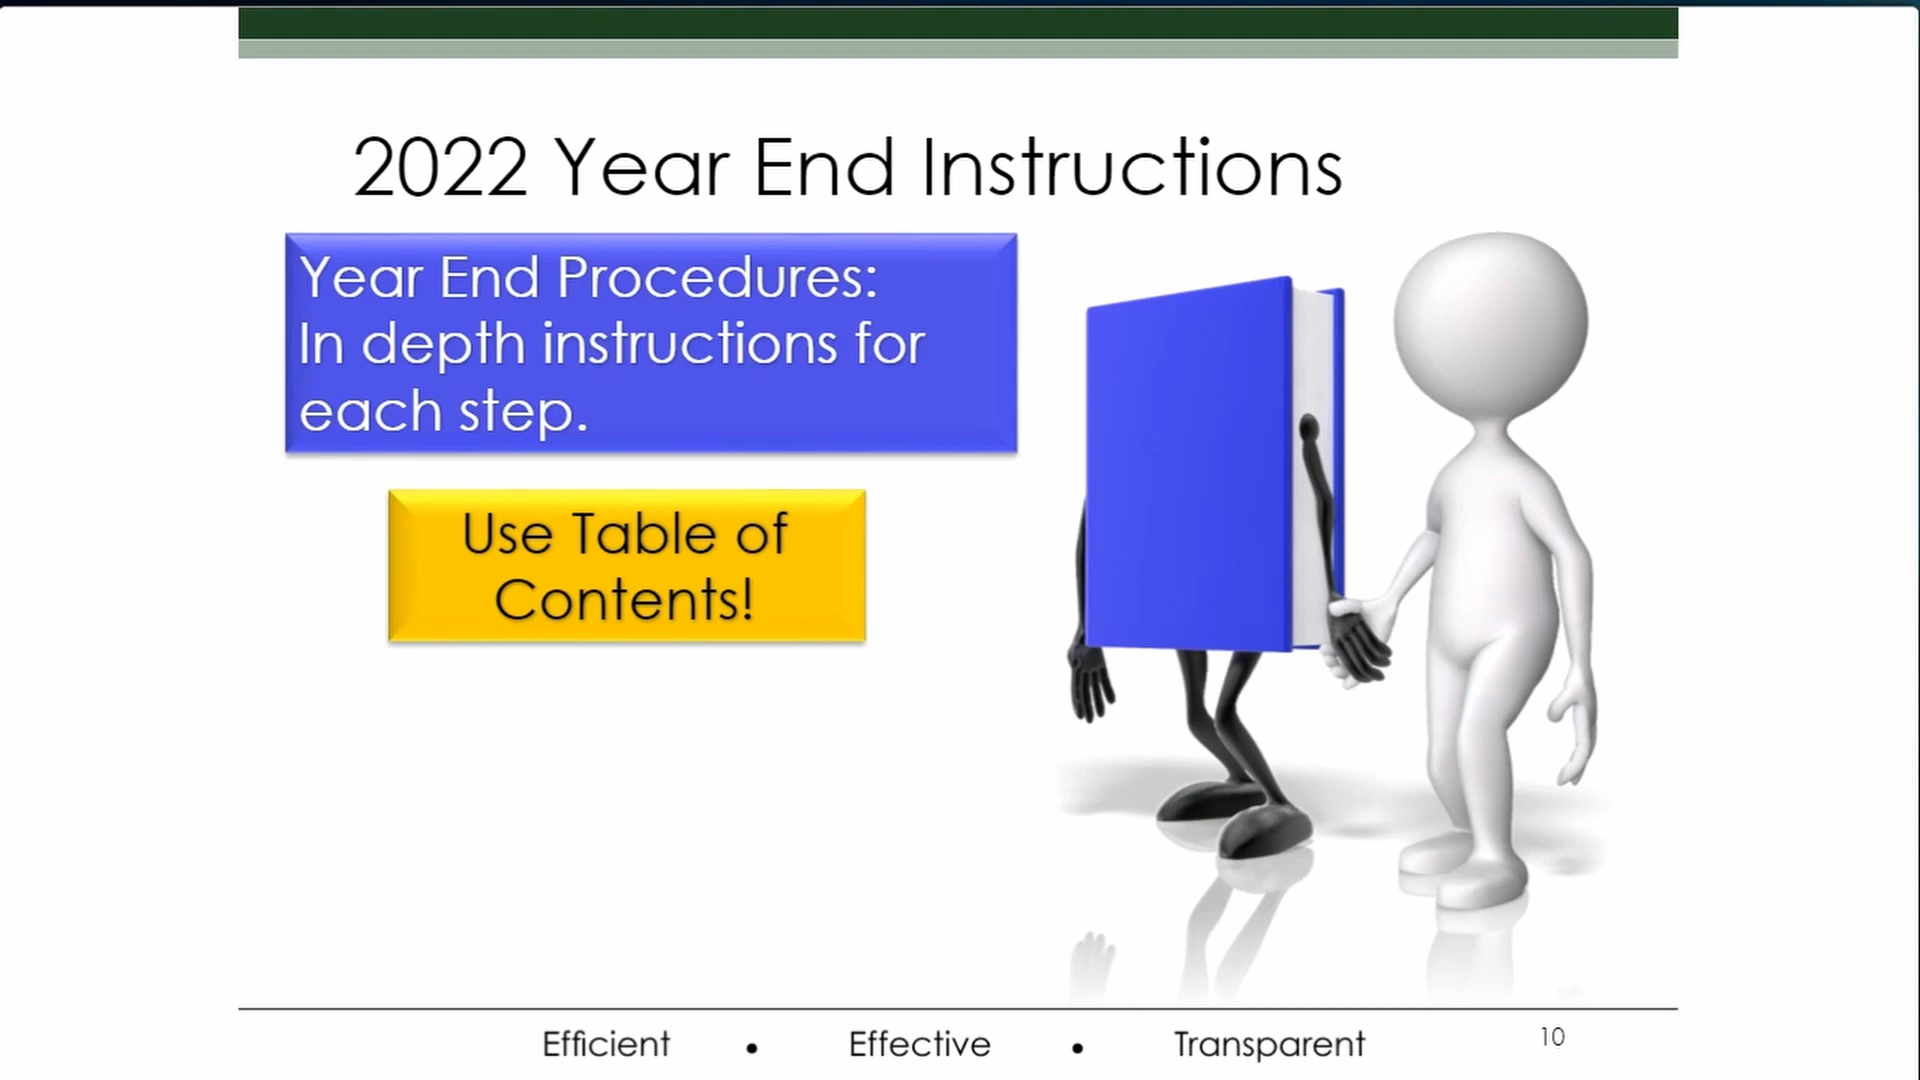 2022 Year End Instructions
Year End Procedures:
In depth instructions for
each step.
Use Table of
Contents!
Efficient • Effective • Transparent
10